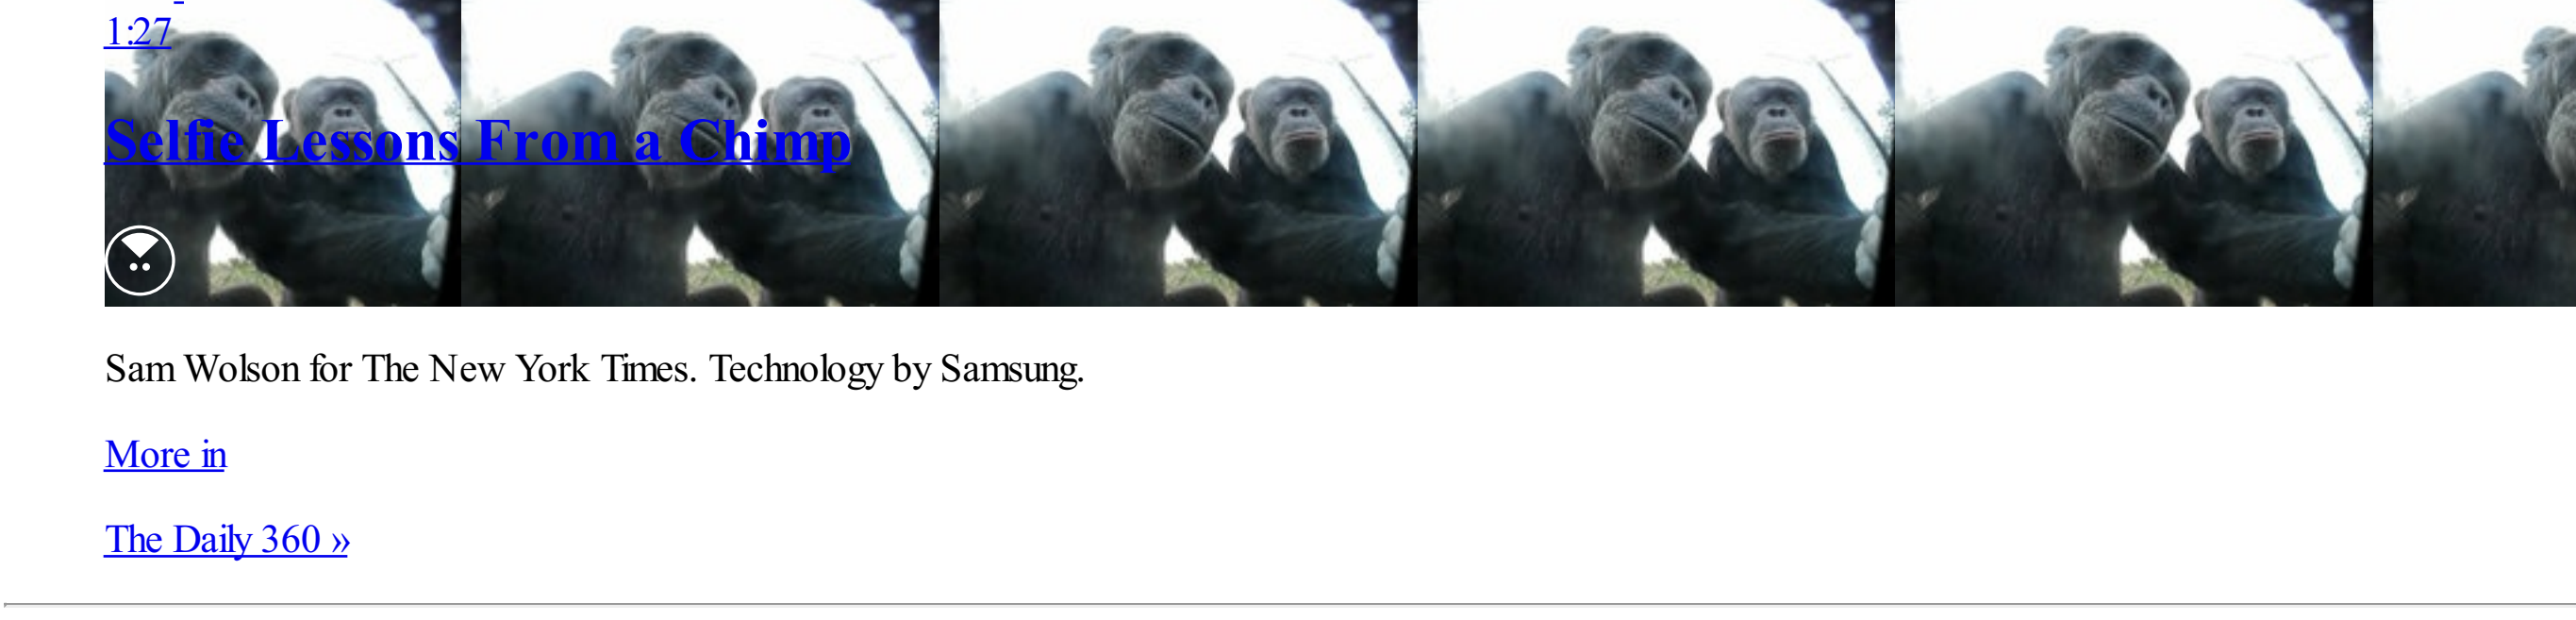 1:27
Selfie Lessons From a Chimp
Sam Wolson for The New York Times. Technology by Samsung.
More in
The Daily 360 »